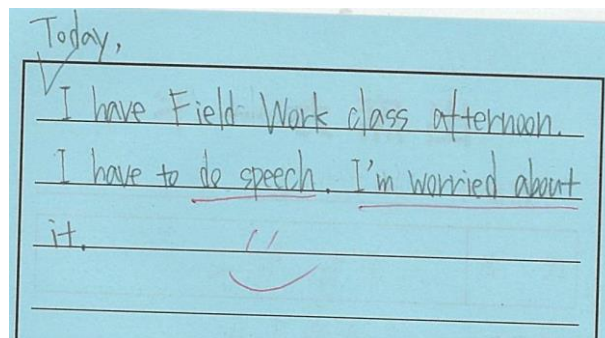 Today,
I have Field Work class afternoon.
I have to do speech. I'm worried about
it.